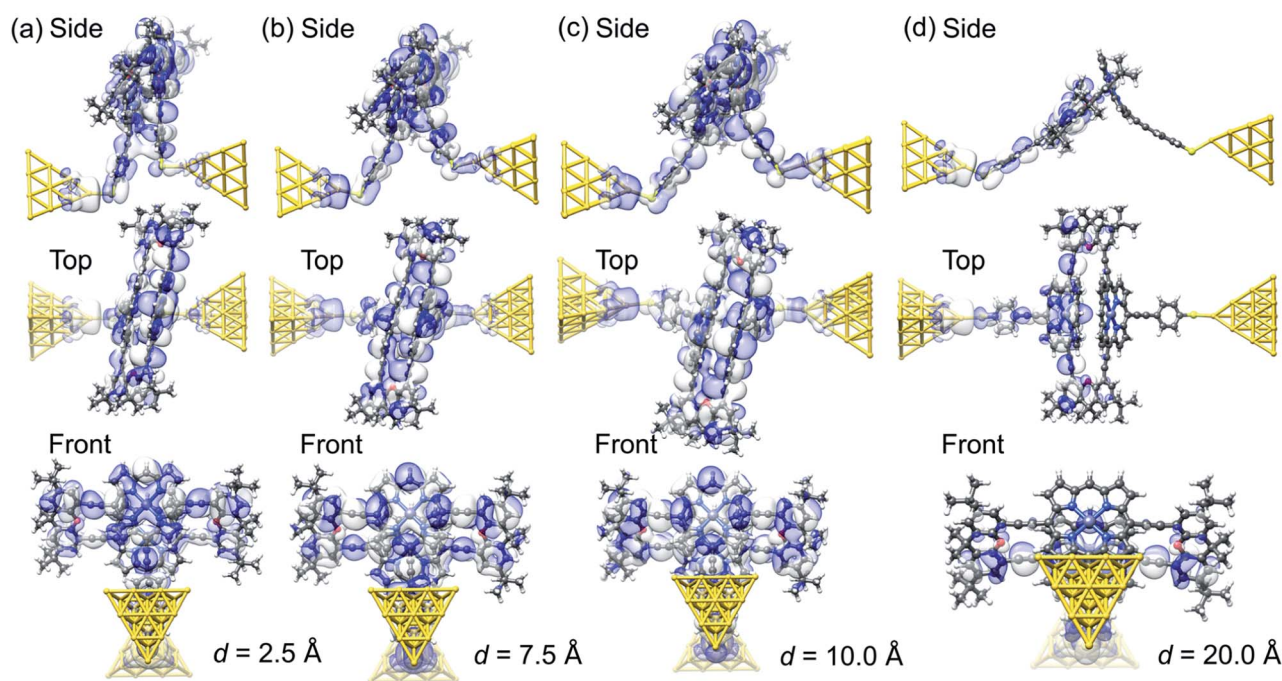 (a) Side
(b) Side
(c) Side
(d) Side
Top
Top
Top
Top
Front
Front
Front
Front
d = 2.5 Å
d = 7.5 Å
d = 10.0 Å
d = 20.0 Å